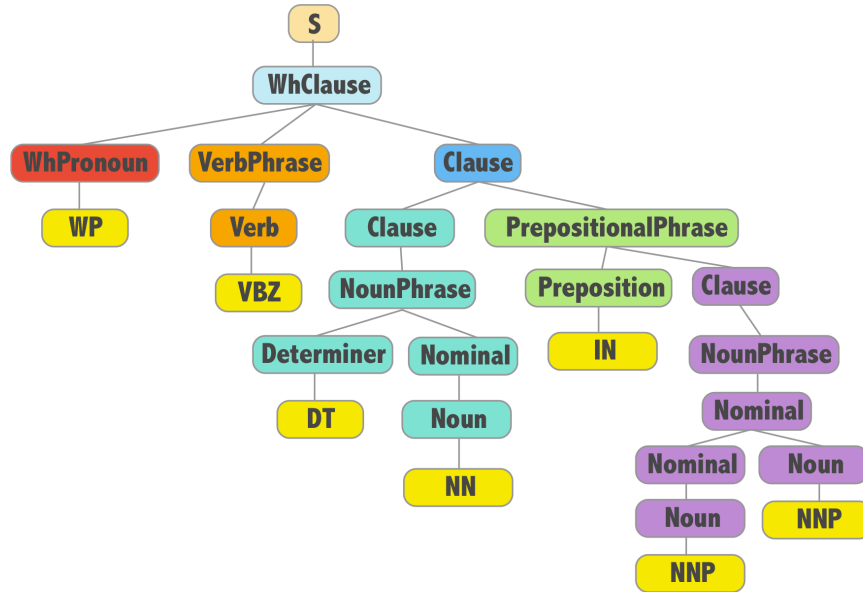 S
WhClause
WhPronoun VerbPhrase Clause
WP Verb Clause PrepositionalPhrase
VBZ NounPhrase Preposition Clause
Determiner Nominal IN NounPhrase
DT Noun Nominal
NN Nominal Noun
Noun NNP
NNP